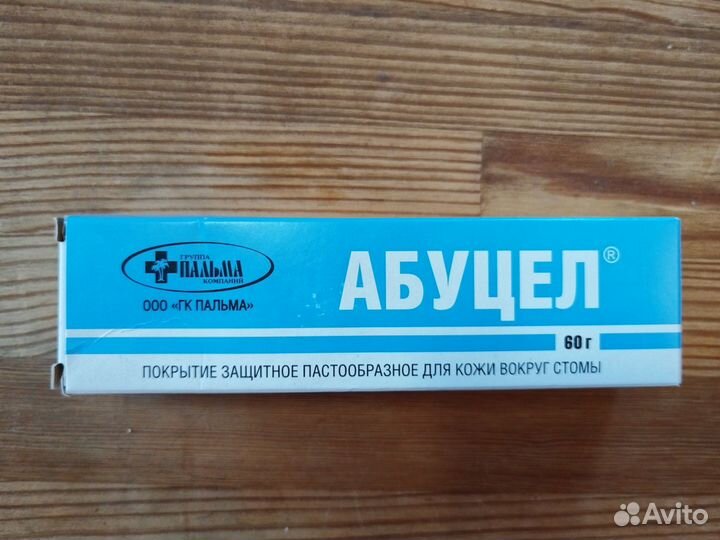 ГРУППА
ПАЛЬМА
КОМПАНИЙ
ООО «ГК ПАЛЬМА»
АБУЦЕЛ®
60 г
ПОКРЫТИЕ ЗАЩИТНОЕ ПАСТООБРАЗНОЕ ДЛЯ КОЖИ ВОКРУГ СТОМЫ
Avito